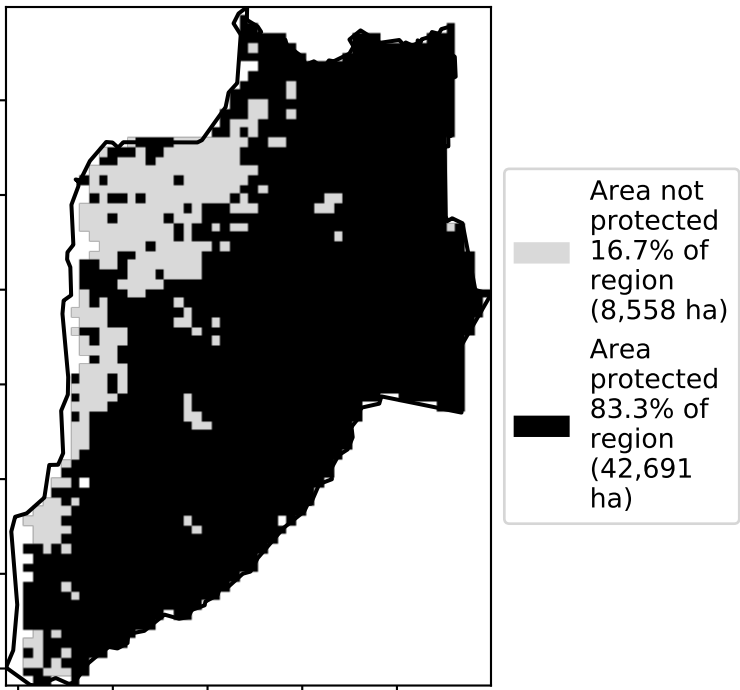 Area not
protected
16.7% of
region
(8,558 ha)
Area
protected
83.3% of
region
(42,691
ha)